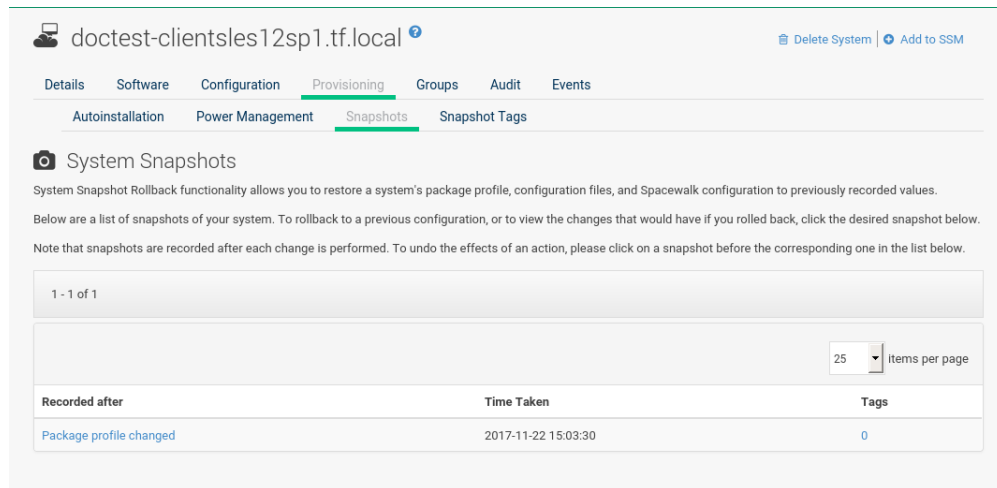 doctest-clientsles12sp1.tf.local ?
Delete System | Add to SSM
Details Software Configuration Provisioning Groups Audit Events
Autoinstallation Power Management Snapshots Snapshot Tags
System Snapshots
System Snapshot Rollback functionality allows you to restore a system's package profile, configuration files, and Spacewalk configuration to previously recorded values.
Below are a list of snapshots of your system. To rollback to a previous configuration, or to view the changes that would have if you rolled back, click the desired snapshot below.
Note that snapshots are recorded after each change is performed. To undo the effects of an action, please click on a snapshot before the corresponding one in the list below.
1 - 1 of 1
25 items per page
Recorded after Time Taken Tags
Package profile changed 2017-11-22 15:03:30 0